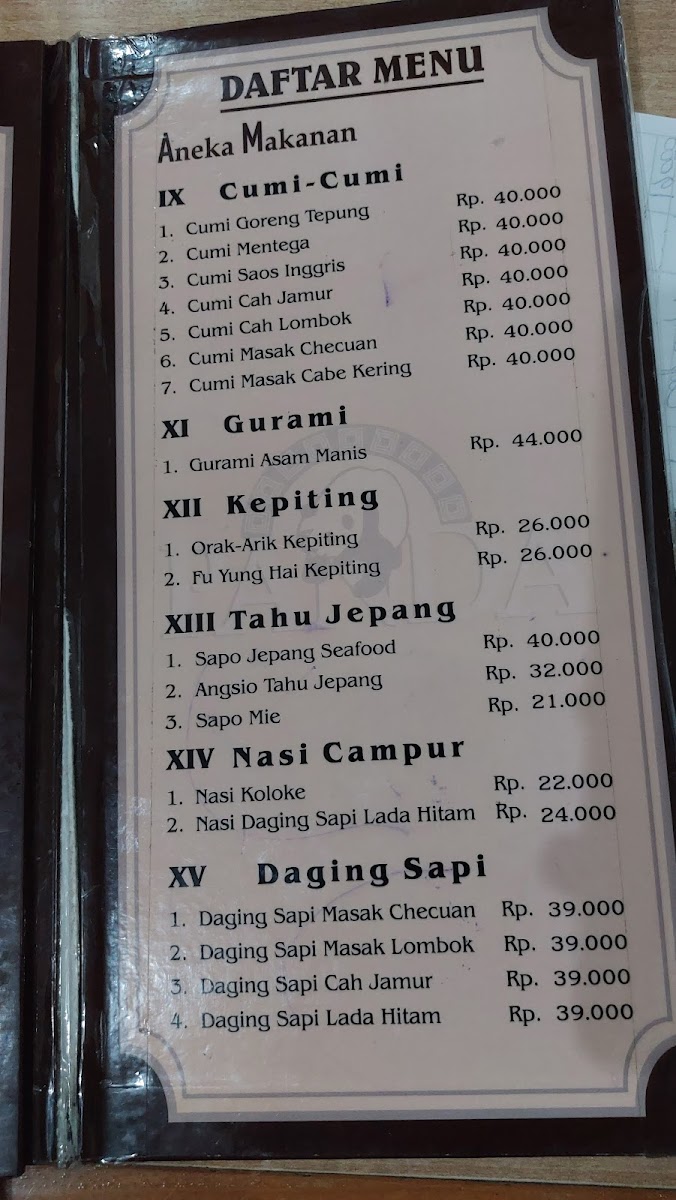 DAFTAR MENU
Aneka Makanan
IX Cumi-Cumi
1. Cumi Goreng Tepung Rp. 40.000
2. Cumi Mentega Rp. 40.000
3. Cumi Saos Inggris Rp. 40.000
4. Cumi Cah Jamur Rp. 40.000
5. Cumi Cah Lombok Rp. 40.000
6. Cumi Masak Checuan Rp. 40.000
7. Cumi Masak Cabe Kering Rp. 40.000
XI Gurami
1. Gurami Asam Manis Rp. 44.000
XII Kepiting
1. Orak-Arik Kepiting Rp. 26.000
2. Fu Yung Hai Kepiting Rp. 26.000
XIII Tahu Jepang
1. Sapo Jepang Seafood Rp. 40.000
2. Angsio Tahu Jepang Rp. 32.000
3. Sapo Mie Rp. 21.000
XIV Nasi Campur
1. Nasi Koloke Rp. 22.000
2. Nasi Daging Sapi Lada Hitam Rp. 24.000
XV Daging Sapi
1. Daging Sapi Masak Checuan Rp. 39.000
2. Daging Sapi Masak Lombok Rp. 39.000
3. Daging Sapi Cah Jamur Rp. 39.000
4. Daging Sapi Lada Hitam Rp. 39.000